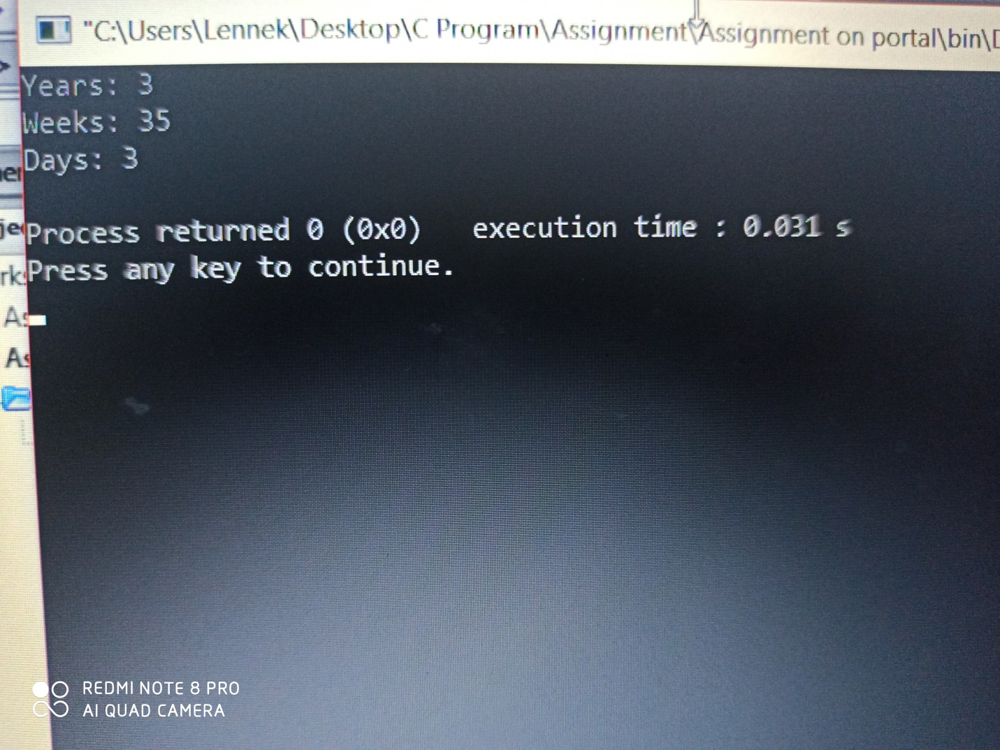 "C:\Users\Lennek\Desktop\C Program\Assignment\Assignment on portal\bin\
Years: 3
Weeks: 35
Days: 3
Process returned 0 (0x0)   execution time : 0.031 s
Press any key to continue.
As
REDMI NOTE 8 PRO
AI QUAD CAMERA